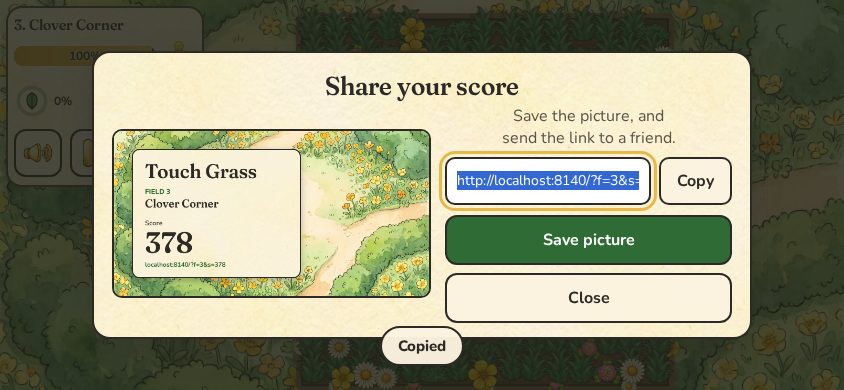 3. Clover Corner
100%
0%
Share your score
Touch Grass
FIELD 3
Clover Corner
Score
378
localhost:8140/?f=3&s=378
Save the picture, and
send the link to a friend.
http://localhost:8140/?f=3&s=
Copy
Save picture
Close
Copied